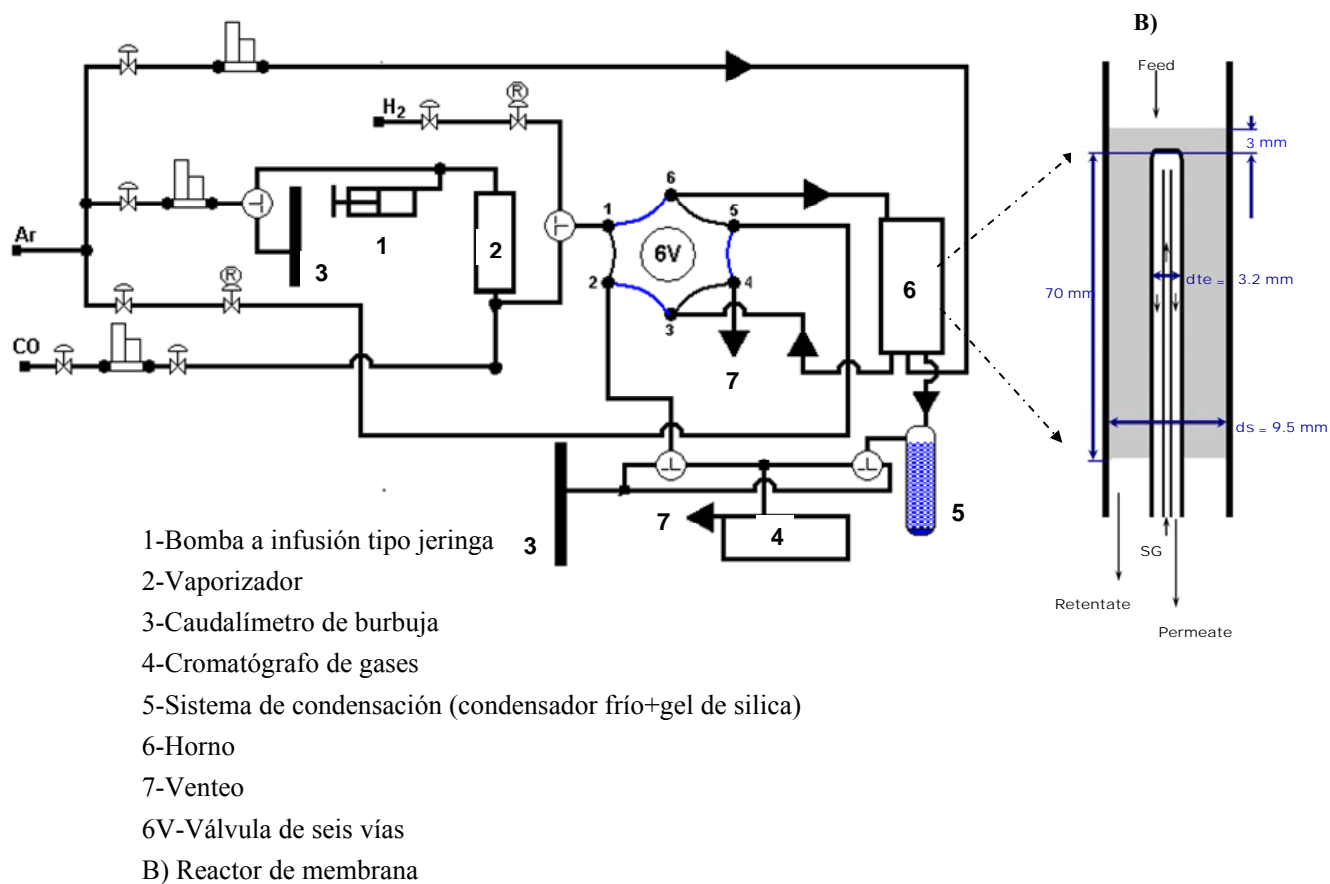 B)
Feed
3 mm
dte = 3.2 mm
70 mm
ds = 9.5 mm
SG
Retentate
Permeate
H2
R
6
1
5
6V
2
4
3
Ar
R
CO
1
2
3
6
7
5
7
4
3
1-Bomba a infusión tipo jeringa
2-Vaporizador
3-Caudalímetro de burbuja
4-Cromatógrafo de gases
5-Sistema de condensación (condensador frío+gel de silica)
6-Horno
7-Venteo
6V-Válvula de seis vías
B) Reactor de membrana